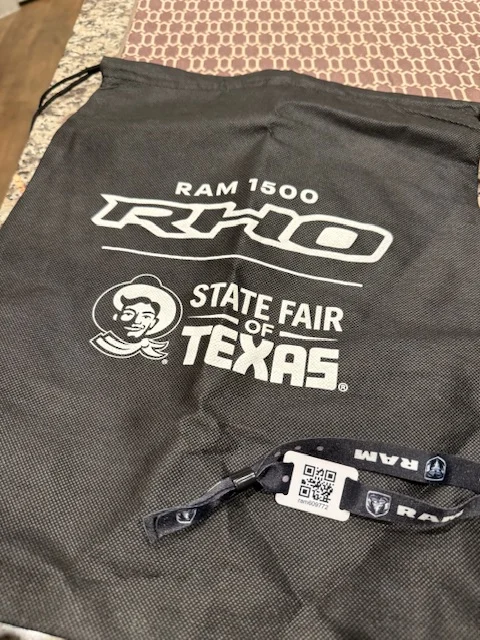 RAM 1500
RHO
STATE FAIR
OF
TEXAS®
®
RAM
RAM